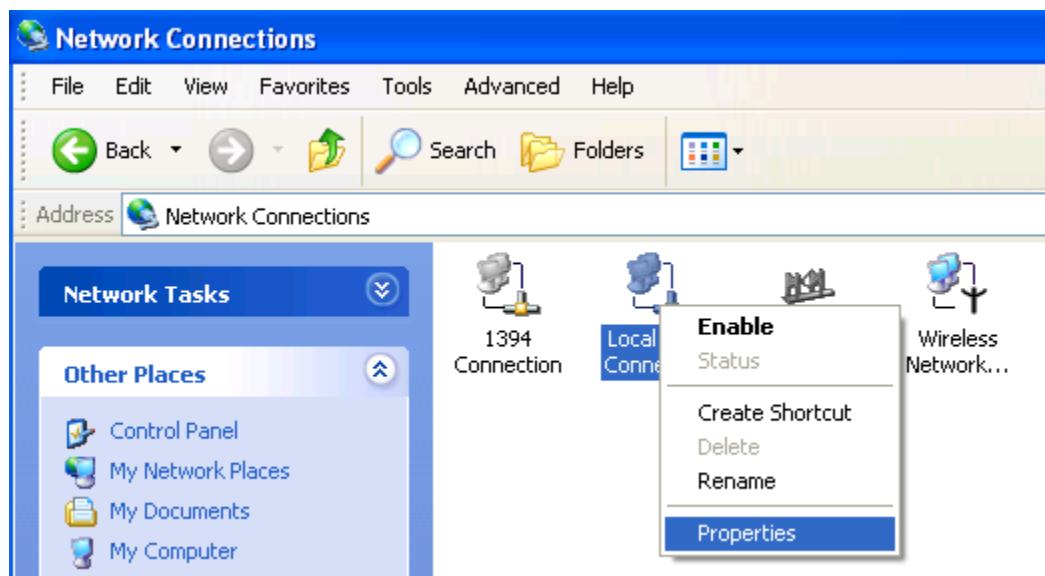 Network Connections
File Edit View Favorites Tools Advanced Help
Back Search Folders
Address Network Connections
Network Tasks
Other Places
Control Panel
My Network Places
My Documents
My Computer
1394
Connection
Local
Wireless
Network...
Enable
Status
Create Shortcut
Delete
Rename
Properties